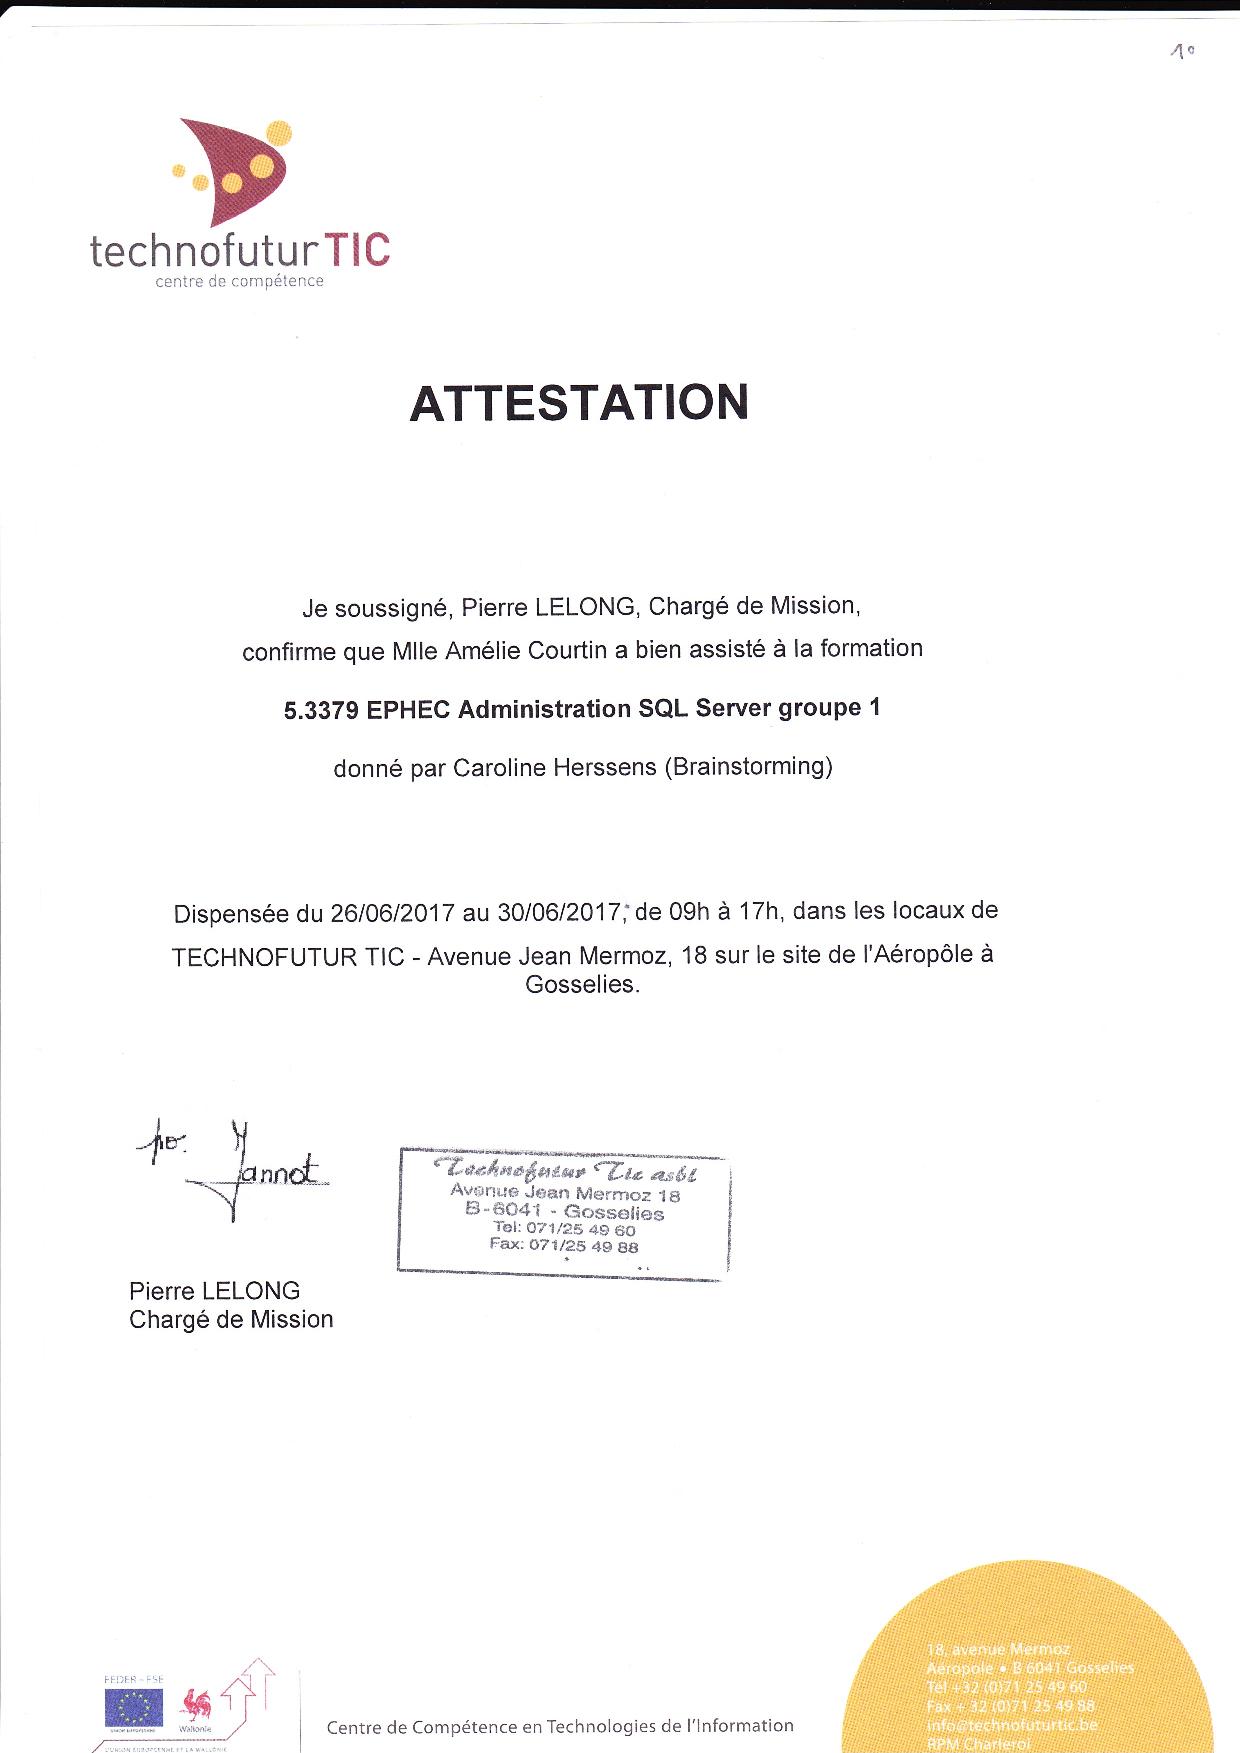 1°
technofutur TIC
centre de compétence
ATTESTATION
Je soussigné, Pierre LELONG, Chargé de Mission,
confirme que Mlle Amélie Courtin a bien assisté à la formation
5.3379 EPHEC Administration SQL Server groupe 1
donné par Caroline Herssens (Brainstorming)
Dispensée du 26/06/2017 au 30/06/2017, de 09h à 17h, dans les locaux de
TECHNOFUTUR TIC - Avenue Jean Mermoz, 18 sur le site de l'Aéropôle à
Gosselies.
po. Y Jannot
Technofutur Tic asbl
Avenue Jean Mermoz 18
B-6041 - Gosselies
Tel: 071/25 49 60
Fax: 071/25 49 88
Pierre LELONG
Chargé de Mission
FEDER - FSE
UNION EUROPEENNE
Wallonie
L'UNION EUROPEENNE ET LA WALLONIE
Centre de Compétence en Technologies de l'Information
18, avenue Mermoz
Aéropole • B 6041 Gosselies
Tél +32 (0)71 25 49 60
Fax + 32 (0)71 25 49 88
info@technofuturtic.be
RPM Charleroi